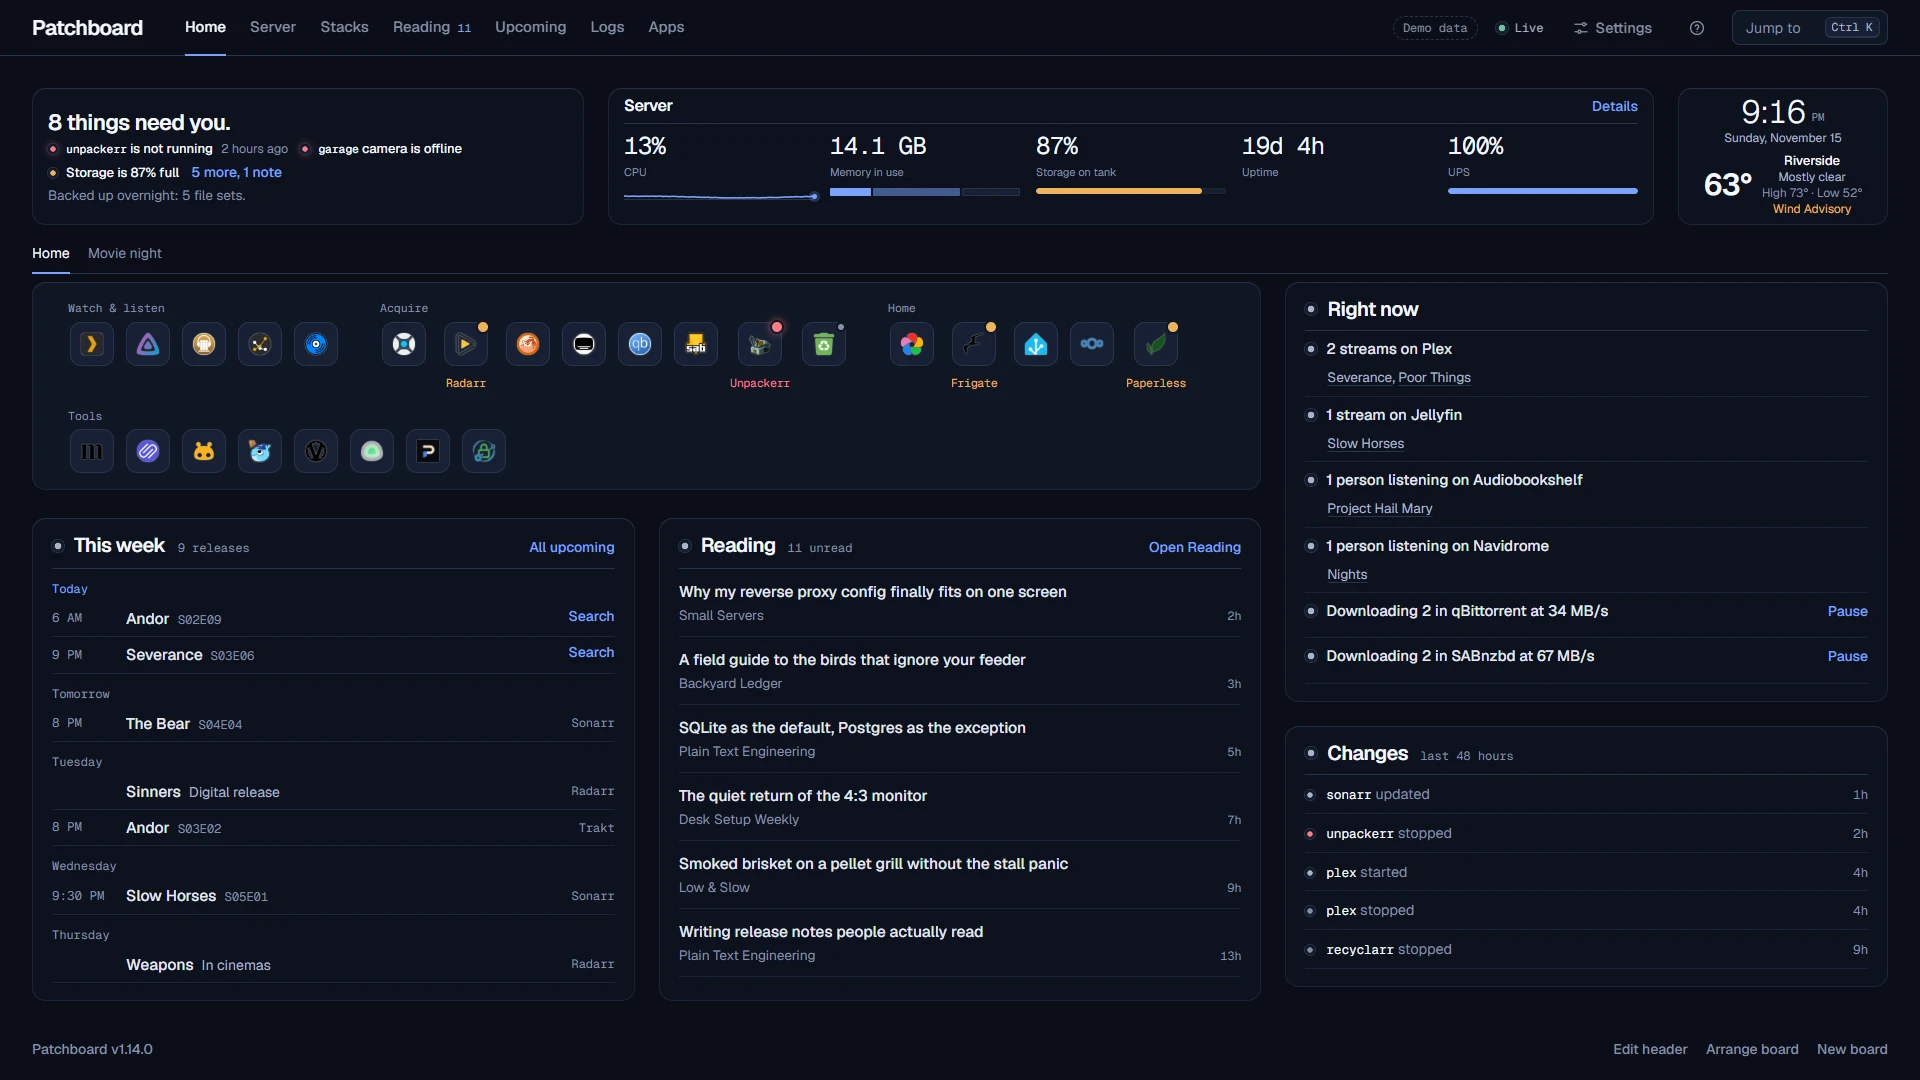 Patchboard
Home
Server
Stacks
Reading 11
Upcoming
Logs
Apps
Demo data
Live
Settings
Jump to
Ctrl K
8 things need you.
unpackerr is not running 2 hours ago garage camera is offline
Storage is 87% full 5 more, 1 note
Backed up overnight: 5 file sets.
Server
Details
13%
CPU
14.1 GB
Memory in use
87%
Storage on tank
19d 4h
Uptime
100%
UPS
9:16 PM
Sunday, November 15
63°
Riverside
Mostly clear
High 73° · Low 52°
Wind Advisory
Home
Movie night
Watch & listen
Acquire
qb
sab
Radarr
Unpackerr
Home
Frigate
Paperless
Tools
This week 9 releases
All upcoming
Today
6 AM Andor S02E09 Search
9 PM Severance S03E06 Search
Tomorrow
8 PM The Bear S04E04 Sonarr
Tuesday
Sinners Digital release Radarr
8 PM Andor S03E02 Trakt
Wednesday
9:30 PM Slow Horses S05E01 Sonarr
Thursday
Weapons In cinemas Radarr
Reading 11 unread
Open Reading
Why my reverse proxy config finally fits on one screen
Small Servers 2h
A field guide to the birds that ignore your feeder
Backyard Ledger 3h
SQLite as the default, Postgres as the exception
Plain Text Engineering 5h
The quiet return of the 4:3 monitor
Desk Setup Weekly 7h
Smoked brisket on a pellet grill without the stall panic
Low & Slow 9h
Writing release notes people actually read
Plain Text Engineering 13h
Right now
2 streams on Plex
Severance, Poor Things
1 stream on Jellyfin
Slow Horses
1 person listening on Audiobookshelf
Project Hail Mary
1 person listening on Navidrome
Nights
Downloading 2 in qBittorrent at 34 MB/s Pause
Downloading 2 in SABnzbd at 67 MB/s Pause
Changes last 48 hours
sonarr updated 1h
unpackerr stopped 2h
plex started 4h
plex stopped 4h
recyclarr stopped 9h
Patchboard v1.14.0
Edit header
Arrange board
New board